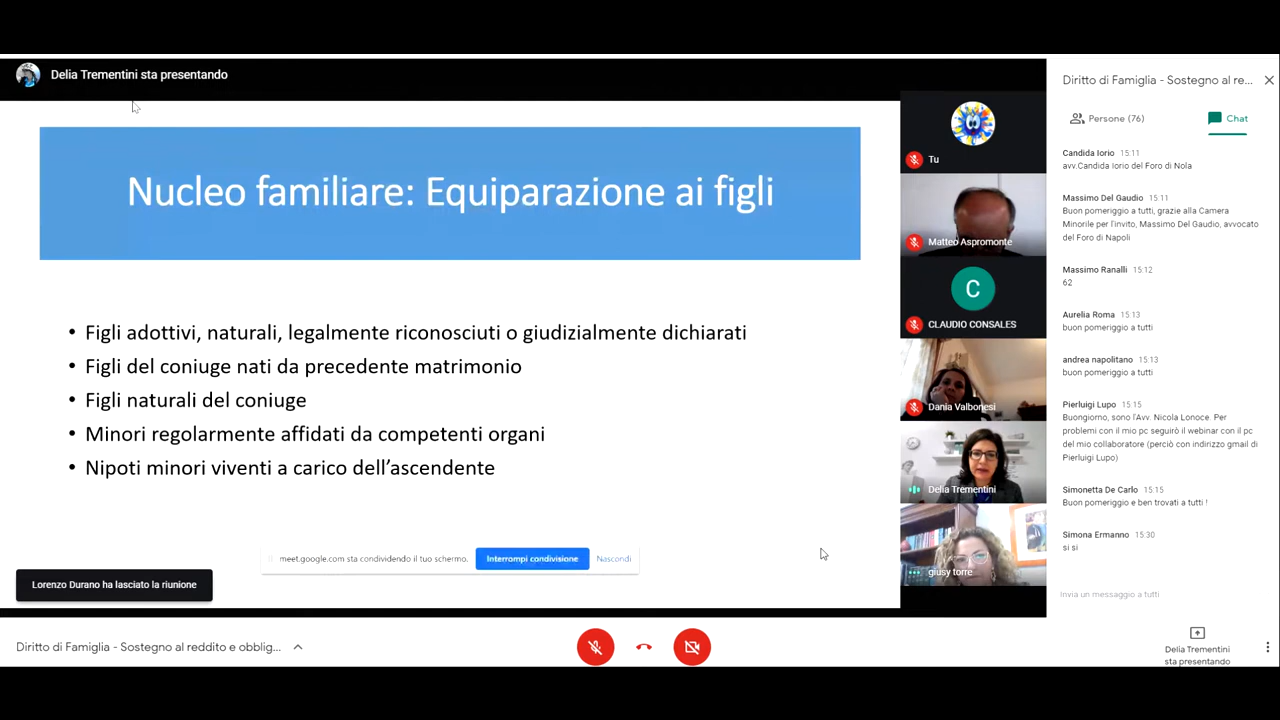 Delia Trementini sta presentando
Nucleo familiare: Equiparazione ai figli
• Figli adottivi, naturali, legalmente riconosciuti o giudizialmente dichiarati
• Figli del coniuge nati da precedente matrimonio
• Figli naturali del coniuge
• Minori regolarmente affidati da competenti organi
• Nipoti minori viventi a carico dell’ascendente
meet.google.com sta condividendo il tuo schermo.
Interrompi condivisione
Nascondi
Lorenzo Durano ha lasciato la riunione
Tu
Matteo Aspromonte
C
CLAUDIO CONSALES
Dania Valbonesi
Delia Trementini
giusy torre
Diritto di Famiglia - Sostegno al re...
Persone (76)
Chat
Candida Iorio 15:11
avv.Candida Iorio del Foro di Nola
Massimo Del Gaudio 15:11
Buon pomeriggio a tutti, grazie alla Camera
Minorile per l'invito, Massimo Del Gaudio, avvocato
del Foro di Napoli
Massimo Ranalli 15:12
62
Aurelia Roma 15:13
buon pomeriggio a tutti
andrea napolitano 15:13
buon pomeriggio a tutti
Pierluigi Lupo 15:15
Buongiorno, sono l'Avv. Nicola Lonoce. Per
problemi con il mio pc seguirò il webinar con il pc
del mio collaboratore (perciò con indirizzo gmail di
Pierluigi Lupo)
Simonetta De Carlo 15:15
Buon pomeriggio e ben trovati a tutti !
Simona Ermanno 15:30
si si
Invia un messaggio a tutti
Diritto di Famiglia - Sostegno al reddito e obblig...
Delia Trementini
sta presentando